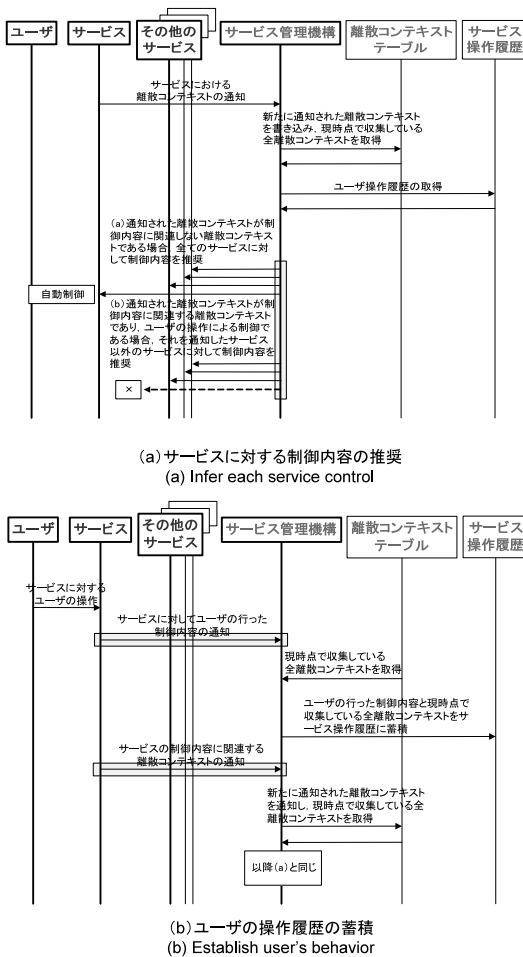 ユーザ
サービス
その他の
サービス
サービス管理機構
離散コンテキスト
テーブル
サービス
操作履歴
サービスにおける
離散コンテキストの通知
新たに通知された離散コンテキスト
を書き込み，現時点で収集している
全離散コンテキストを取得
ユーザ操作履歴の取得
(a)通知された離散コンテキストが
制御内容に関連しない離散コンテキス
トである場合，全てのサービスに対
して制御内容を推奨
自動制御
(b)通知された離散コンテキストが制
御内容に関連する離散コンテキスト
であり，ユーザの操作による制御で
ある場合，それを通知したサービス
以外のサービスに対して制御内容を
推奨
×
(a)サービスに対する制御内容の推奨
(a) Infer each service control
ユーザ
サービス
その他の
サービス
サービス管理機構
離散コンテキスト
テーブル
サービス
操作履歴
サービスに対する
ユーザの操作
サービスに対してユーザの行った
制御内容の通知
現時点で収集している
全離散コンテキストを取得
ユーザの行った制御内容と現時点で
収集している全離散コンテキストをサ
ービス操作履歴に蓄積
サービスの制御内容に関連する
離散コンテキストの通知
新たに通知された離散コンテキスト
を通知し，現時点で収集している全
離散コンテキストを取得
以降(a)と同じ
(b)ユーザの操作履歴の蓄積
(b) Establish user's behavior